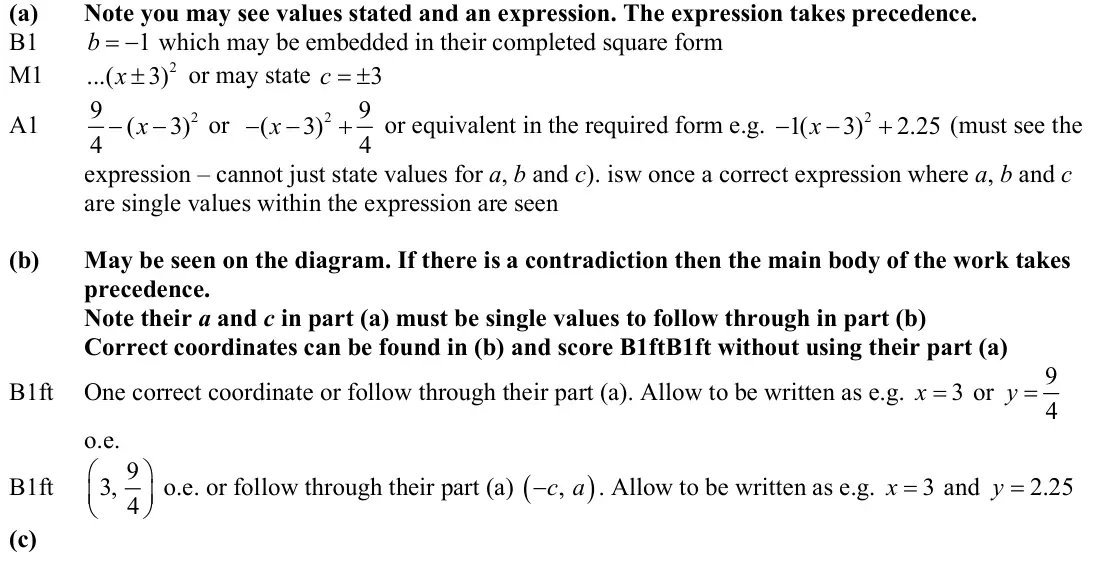 (a) Note you may see values stated and an expression. The expression takes precedence.
B1 b = −1 which may be embedded in their completed square form
M1 ...(x ± 3)² or may state c = ±3
A1 9/4 − (x − 3)² or −(x − 3)² + 9/4 or equivalent in the required form e.g. −1(x − 3)² + 2.25 (must see the
expression – cannot just state values for a, b and c). isw once a correct expression where a, b and c
are single values within the expression are seen
(b) May be seen on the diagram. If there is a contradiction then the main body of the work takes
precedence.
Note their a and c in part (a) must be single values to follow through in part (b)
Correct coordinates can be found in (b) and score B1ftB1ft without using their part (a)
B1ft One correct coordinate or follow through their part (a). Allow to be written as e.g. x = 3 or y = 9/4
o.e.
B1ft (3, 9/4) o.e. or follow through their part (a) (−c, a). Allow to be written as e.g. x = 3 and y = 2.25
(c)